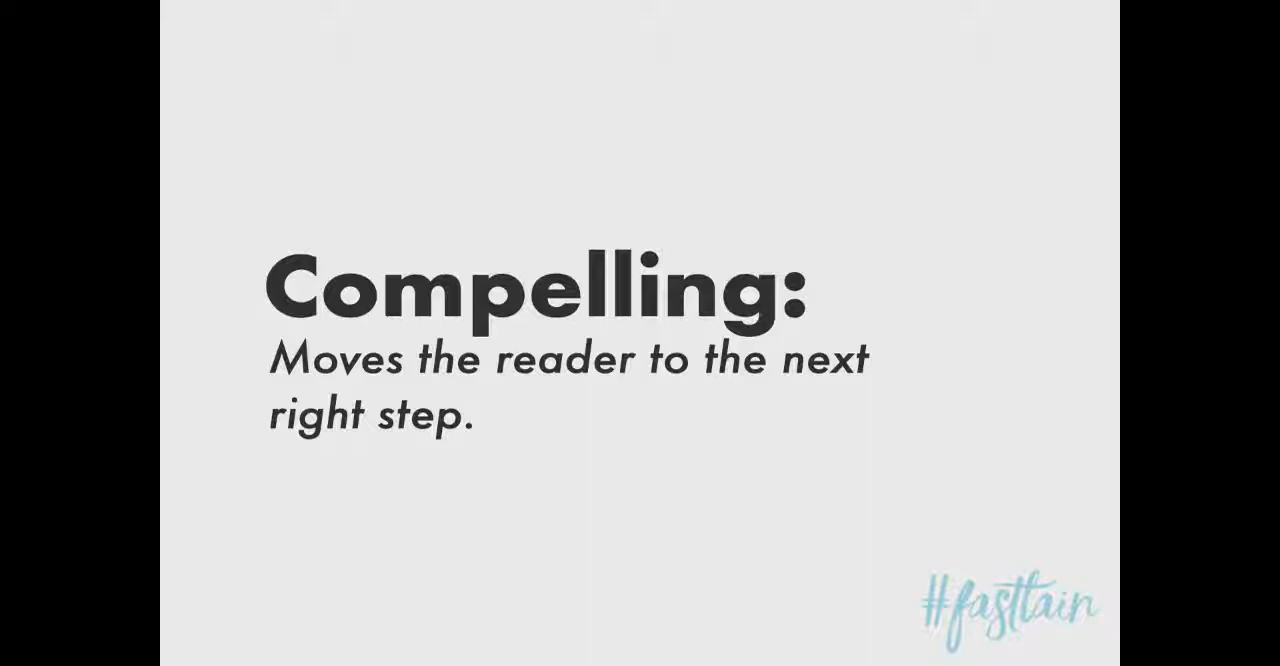 Compelling:
Moves the reader to the next
right step.
#fasttain